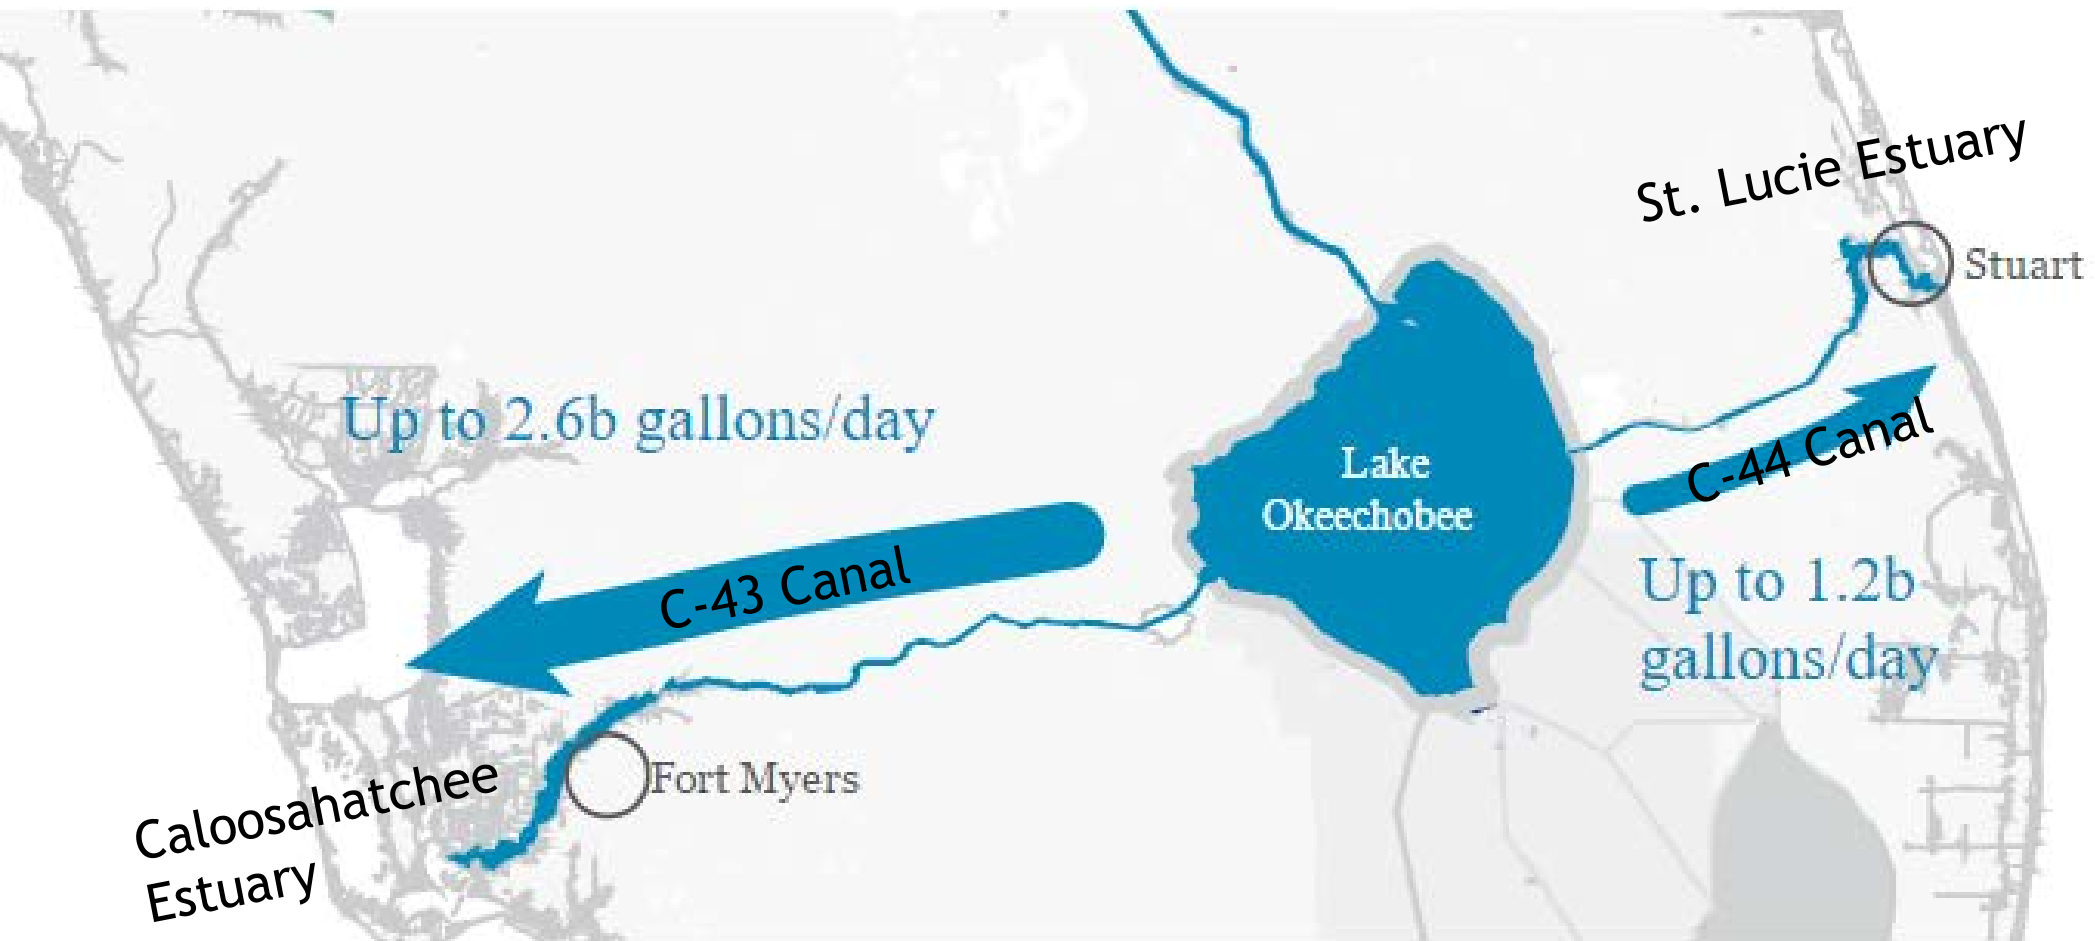 St. Lucie Estuary
Stuart
Up to 2.6b gallons/day
C-44 Canal
Lake
Okeechobee
C-43 Canal
Up to 1.2b
gallons/day
Fort Myers
Caloosahatchee
Estuary